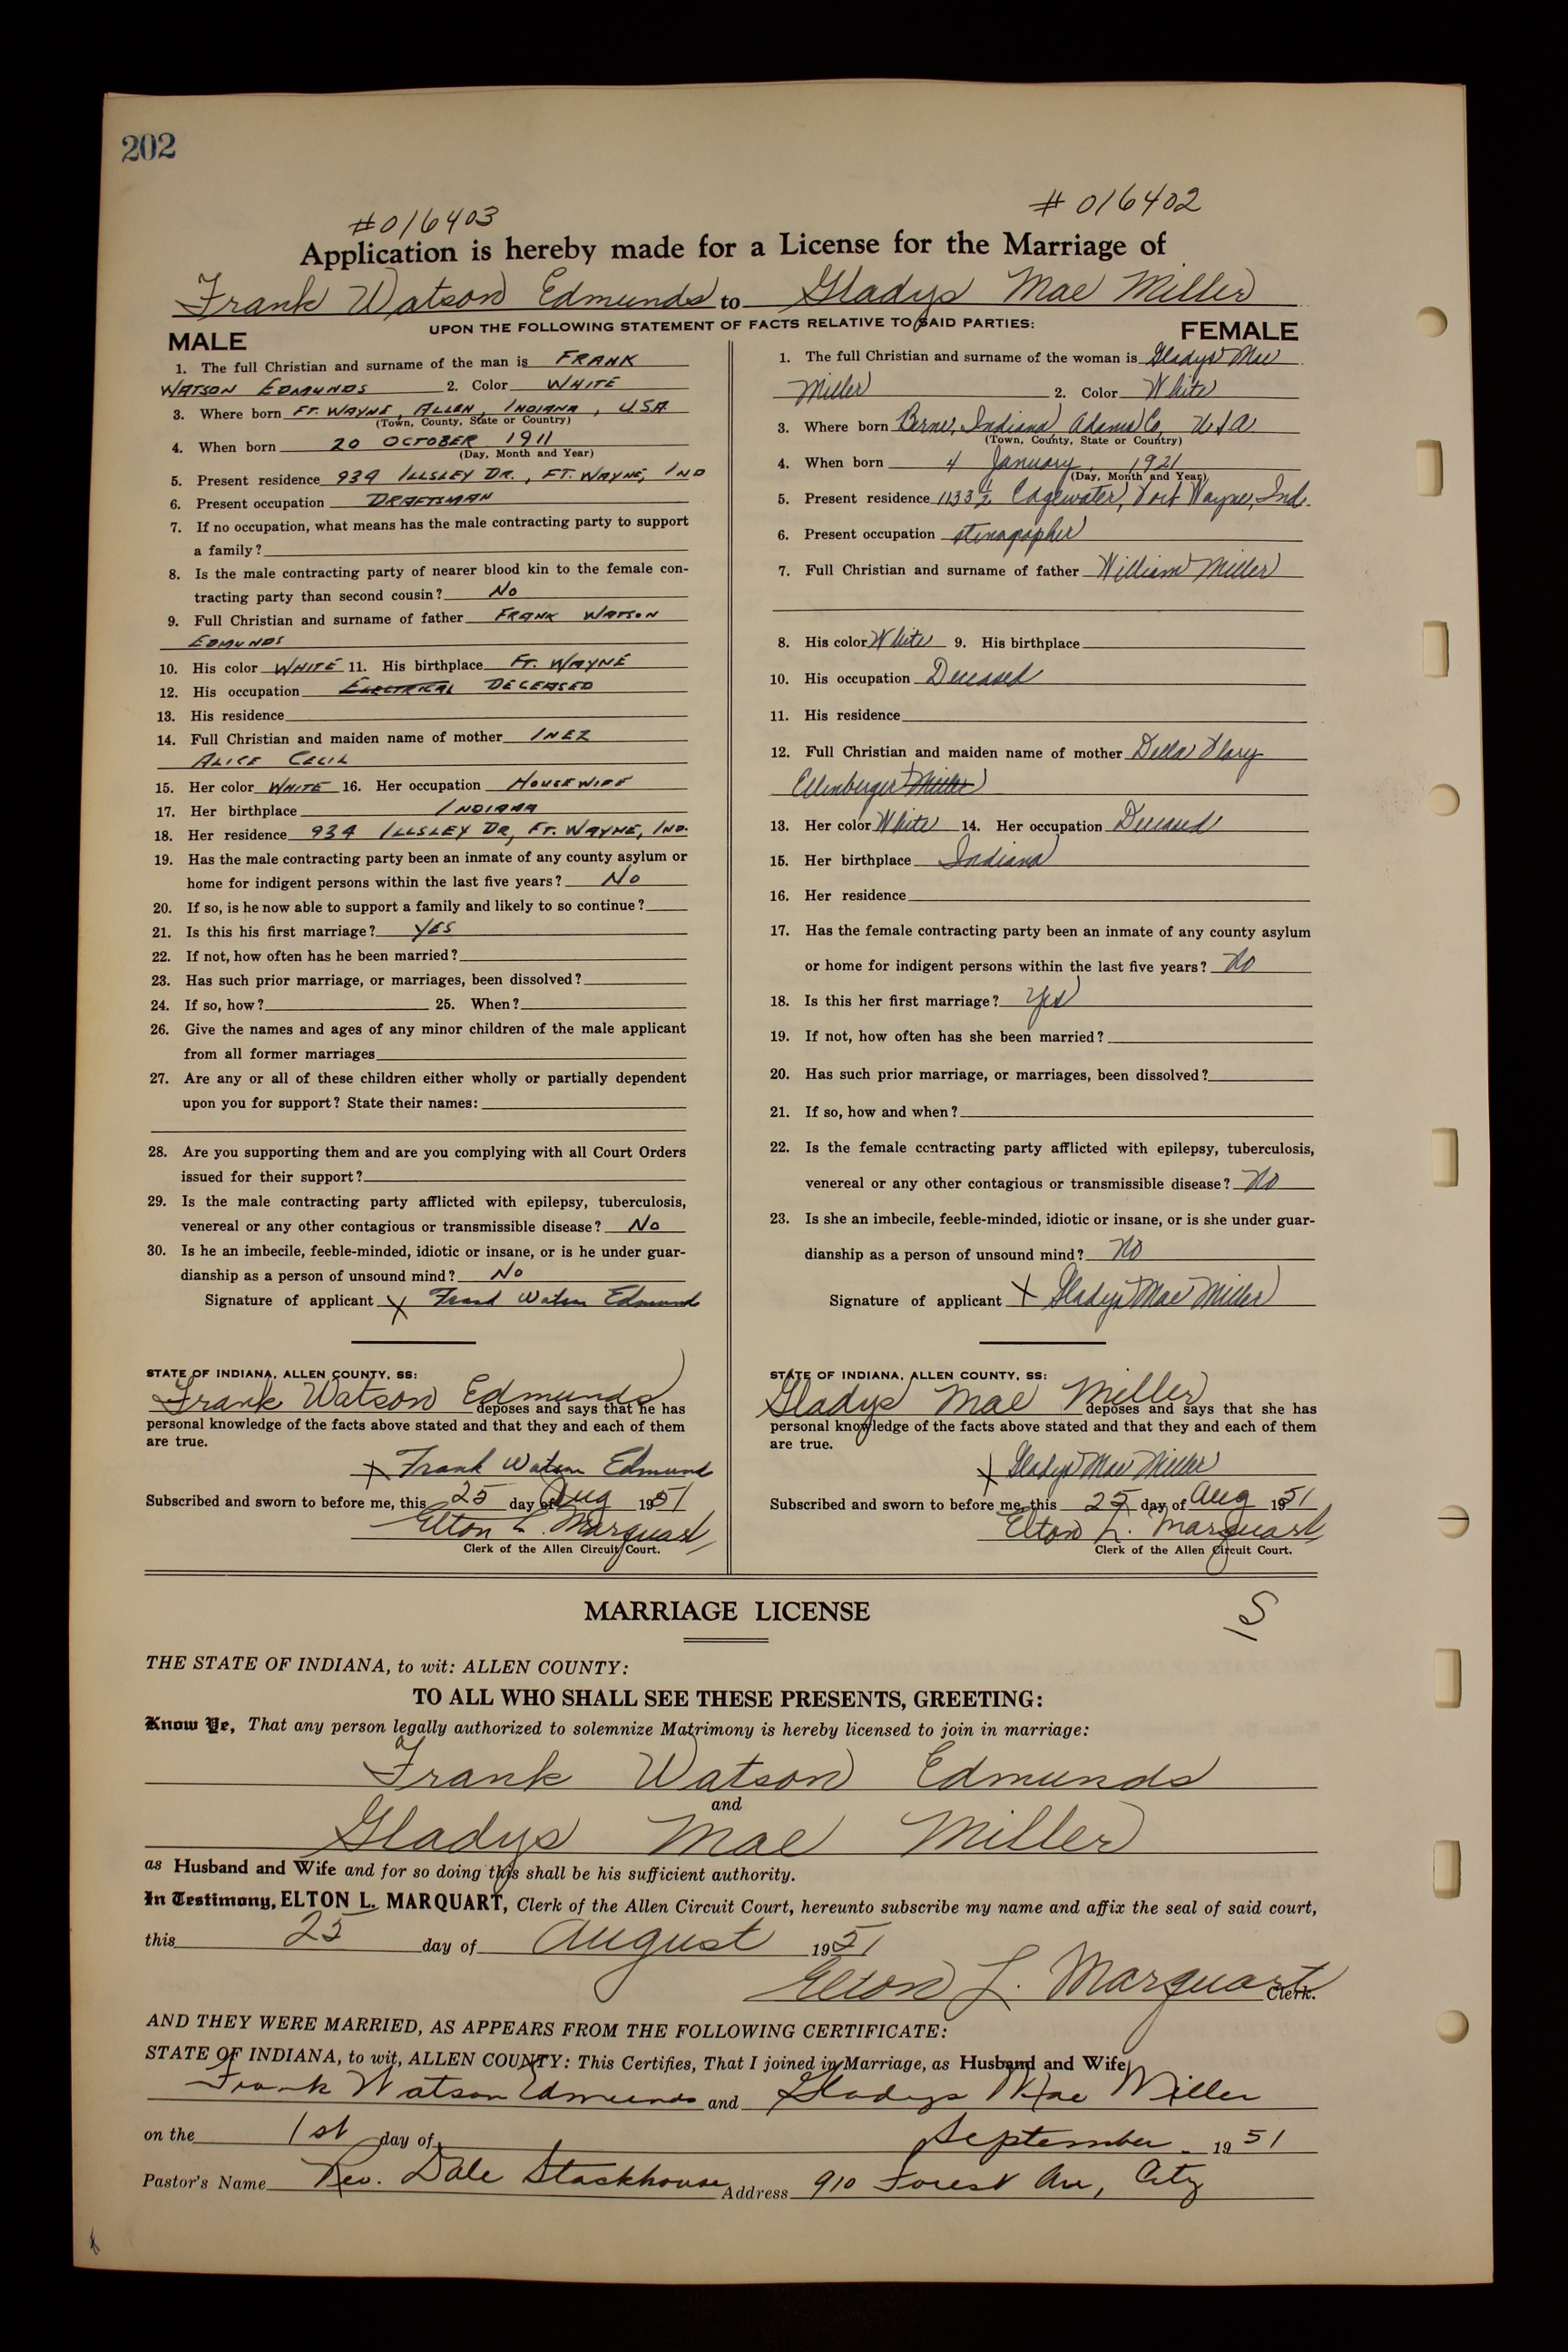 202
#016403 # 016402
Application is hereby made for a License for the Marriage of
Frank Watson Edmunds to Gladys Mae Miller
UPON THE FOLLOWING STATEMENT OF FACTS RELATIVE TO SAID PARTIES:
MALE
1. The full Christian and surname of the man is FRANK
WATSON EDMUNDS 2. Color WHITE
3. Where born FT. WAYNE, ALLEN, INDIANA, USA
(Town, County, State or Country)
4. When born 20 OCTOBER 1911
(Day, Month and Year)
5. Present residence 934 ILLSLEY DR., FT. WAYNE, IND
6. Present occupation DRAFTSMAN
7. If no occupation, what means has the male contracting party to support
a family?
8. Is the male contracting party of nearer blood kin to the female con-
tracting party than second cousin? No
9. Full Christian and surname of father FRANK WATSON
EDMUNDS
10. His color WHITE 11. His birthplace FT. WAYNE
12. His occupation ELECTRICAL DECEASED
13. His residence
14. Full Christian and maiden name of mother INEZ
ALICE CECIL
15. Her color WHITE 16. Her occupation HOUSEWIFE
17. Her birthplace INDIANA
18. Her residence 934 ILLSLEY DR, FT. WAYNE, IND.
19. Has the male contracting party been an inmate of any county asylum or
home for indigent persons within the last five years? No
20. If so, is he now able to support a family and likely to so continue?
21. Is this his first marriage? YES
22. If not, how often has he been married?
23. Has such prior marriage, or marriages, been dissolved?
24. If so, how? 25. When?
26. Give the names and ages of any minor children of the male applicant
from all former marriages
27. Are any or all of these children either wholly or partially dependent
upon you for support? State their names:
28. Are you supporting them and are you complying with all Court Orders
issued for their support?
29. Is the male contracting party afflicted with epilepsy, tuberculosis,
venereal or any other contagious or transmissible disease? No
30. Is he an imbecile, feeble-minded, idiotic or insane, or is he under guar-
dianship as a person of unsound mind? No
Signature of applicant X Frank Watson Edmunds
STATE OF INDIANA, ALLEN COUNTY, SS:
Frank Watson Edmunds deposes and says that he has
personal knowledge of the facts above stated and that they and each of them
are true.
X Frank Watson Edmunds
Subscribed and sworn to before me, this 25 day of Aug 1951
Elton L. Marquart
Clerk of the Allen Circuit Court.
FEMALE
1. The full Christian and surname of the woman is Gladys Mae
Miller 2. Color White
3. Where born Berne, Indiana Adams Co, USA
(Town, County, State or Country)
4. When born 4 January, 1921
(Day, Month and Year)
5. Present residence 1133 1/2 Edgewater, Fort Wayne, Ind.
6. Present occupation stenographer
7. Full Christian and surname of father William Miller
8. His color White 9. His birthplace
10. His occupation Deceased
11. His residence
12. Full Christian and maiden name of mother Della
Ellenberger Miller
13. Her color White 14. Her occupation Deceased
15. Her birthplace Indiana
16. Her residence
17. Has the female contracting party been an inmate of any county asylum
or home for indigent persons within the last five years? No
18. Is this her first marriage? Yes
19. If not, how often has she been married?
20. Has such prior marriage, or marriages, been dissolved?
21. If so, how and when?
22. Is the female contracting party afflicted with epilepsy, tuberculosis,
venereal or any other contagious or transmissible disease? No
23. Is she an imbecile, feeble-minded, idiotic or insane, or is she under guar-
dianship as a person of unsound mind? No
Signature of applicant X Gladys Mae Miller
STATE OF INDIANA, ALLEN COUNTY, SS:
Gladys Mae Miller deposes and says that she has
personal knowledge of the facts above stated and that they and each of them
are true.
X Gladys Mae Miller
Subscribed and sworn to before me, this 25 day of Aug 1951
Elton L. Marquart
Clerk of the Allen Circuit Court.
MARRIAGE LICENSE
THE STATE OF INDIANA, to wit: ALLEN COUNTY:
TO ALL WHO SHALL SEE THESE PRESENTS, GREETING:
Know Ye, That any person legally authorized to solemnize Matrimony is hereby licensed to join in marriage:
Frank Watson Edmunds
and
Gladys Mae Miller
as Husband and Wife and for so doing this shall be his sufficient authority.
In Testimony, ELTON L. MARQUART, Clerk of the Allen Circuit Court, hereunto subscribe my name and affix the seal of said court,
this 25 day of August 1951
Elton L. Marquart Clerk.
AND THEY WERE MARRIED, AS APPEARS FROM THE FOLLOWING CERTIFICATE:
STATE OF INDIANA, to wit, ALLEN COUNTY: This Certifies, That I joined in Marriage, as Husband and Wife,
Frank Watson Edmunds and Gladys Mae Miller
on the 1st day of September 1951
Pastor's Name Rev. Dale Stackhouse Address 910 Forest Av, City